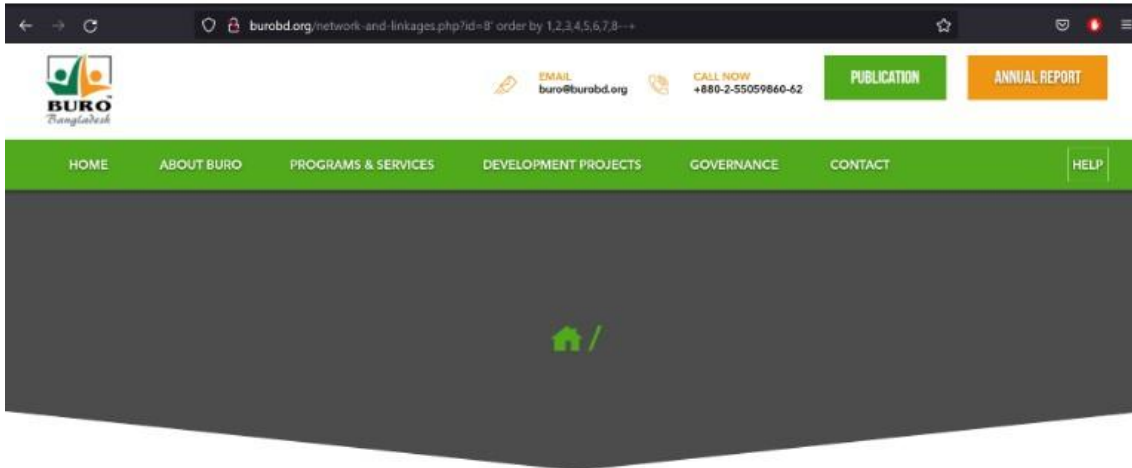 burobd.org/network-and-linkages.php?id=8' order by 1,2,3,4,5,6,7,8--+
BURO
Bangladesh
EMAIL
buro@burobd.org
CALL NOW
+880-2-55059860-62
PUBLICATION
ANNUAL REPORT
HOME ABOUT BURO PROGRAMS & SERVICES DEVELOPMENT PROJECTS GOVERNANCE CONTACT HELP
/